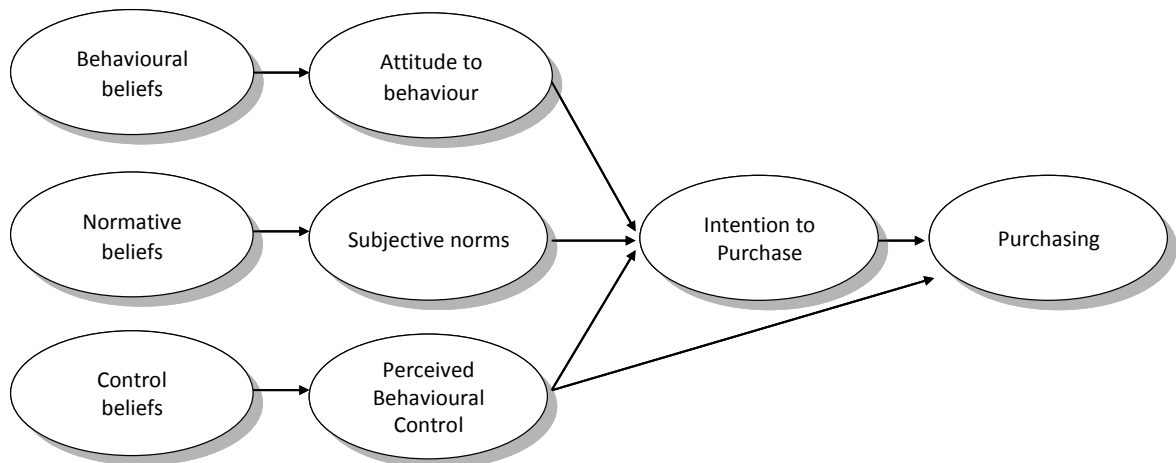 Behavioural
beliefs
Attitude to
behaviour
Normative
beliefs
Subjective norms
Intention to
Purchase
Purchasing
Control
beliefs
Perceived
Behavioural
Control